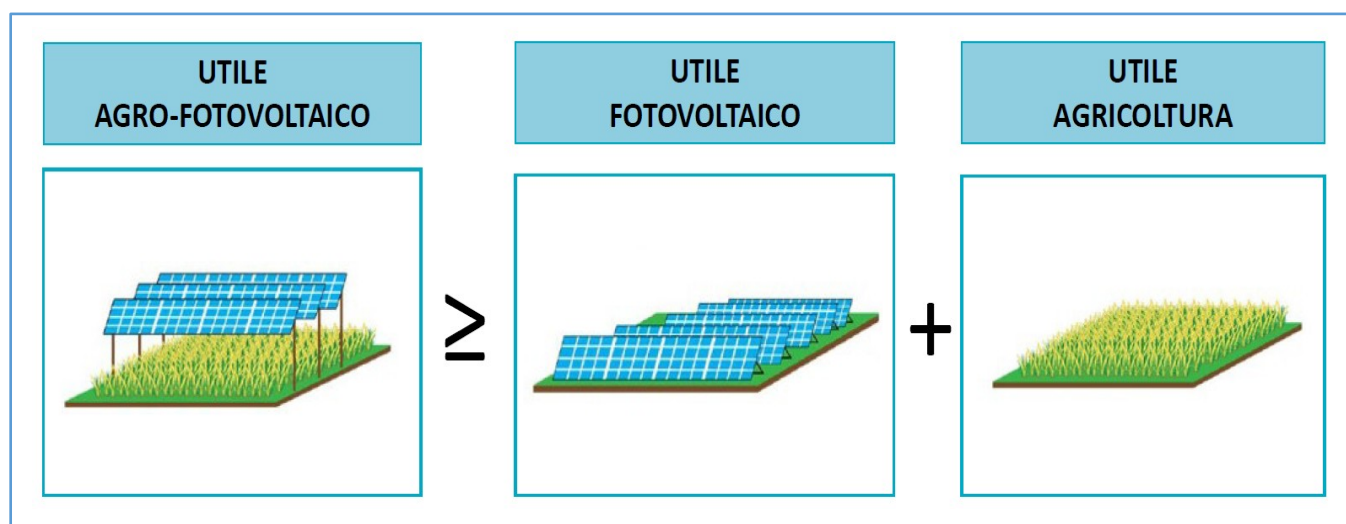 UTILE
AGRO-FOTOVOLTAICO
UTILE
FOTOVOLTAICO
UTILE
AGRICOLTURA
≥
+